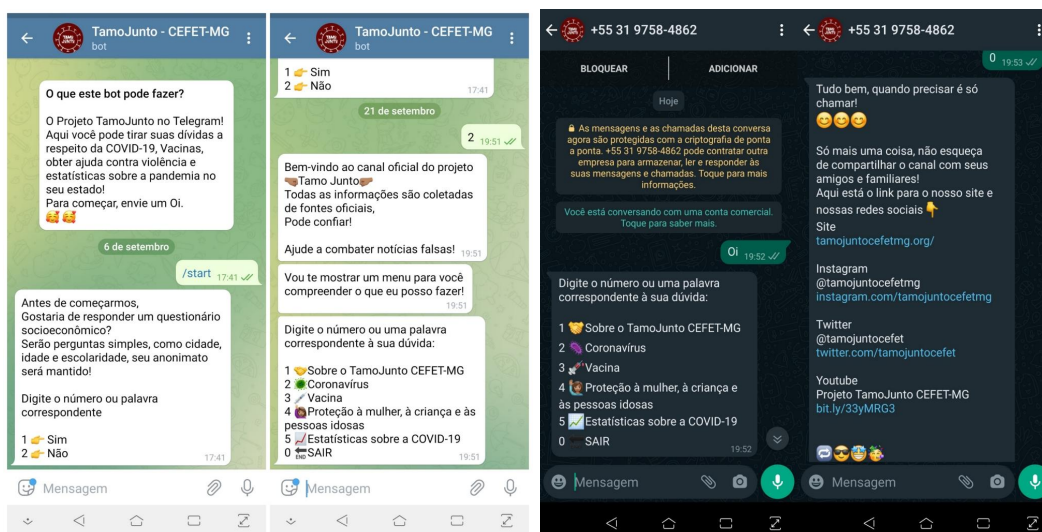 TamoJunto - CEFET-MG
bot
O que este bot pode fazer?
O Projeto TamoJunto no Telegram!
Aqui você pode tirar suas dívidas a
respeito da COVID-19, Vacinas,
obter ajuda contra violência e
estatísticas sobre a pandemia no
seu estado!
Para começar, envie um Oi.
6 de setembro
/start 17:41
Antes de começarmos,
Gostaria de responder um questionário
socioeconômico?
Serão perguntas simples, como cidade,
idade e escolaridade, seu anonimato
será mantido!
Digite o número ou palavra
correspondente
1 👉 Sim
2 👉 Não
17:41
Mensagem
TamoJunto - CEFET-MG
bot
1 👉 Sim
2 👉 Não
17:41
21 de setembro
2 19:51
Bem-vindo ao canal oficial do projeto
🤜Tamo Junto🤛
Todas as informações são coletadas
de fontes oficiais,
Pode confiar!
Ajude a combater notícias falsas! 19:51
Vou te mostrar um menu para você
compreender o que eu posso fazer!
19:51
Digite o número ou uma palavra
correspondente à sua dúvida:
1 🤝Sobre o TamoJunto CEFET-MG
2 Coronavírus
3 💉Vacina
4 Proteção à mulher, à criança e às
pessoas idosas
5 📈Estatísticas sobre a COVID-19
0 🔚SAIR
19:51
Mensagem
+55 31 9758-4862
BLOQUEAR ADICIONAR
Hoje
🔒 As mensagens e as chamadas desta conversa
agora são protegidas com a criptografia de ponta
a ponta. +55 31 9758-4862 pode contratar outra
empresa para armazenar, ler e responder às
suas mensagens e chamadas. Toque para mais
informações.
Você está conversando com uma conta comercial.
Toque para saber mais.
Oi 19:52
Digite o número ou uma palavra
correspondente à sua dúvida:
1 🤝Sobre o TamoJunto CEFET-MG
2 🦠 Coronavírus
3 💉Vacina
4 Proteção à mulher, à criança e
às pessoas idosas
5 📈Estatísticas sobre a COVID-19
0 🔚SAIR
19:52
Mensagem
+55 31 9758-4862
0 19:53
Tudo bem, quando precisar é só
chamar!
😊😊😊
Só mais uma coisa, não esqueça
de compartilhar o canal com seus
amigos e familiares!
Aqui está o link para o nosso site e
nossas redes sociais👇
Site
tamojuntocefetmg.org/
Instagram
@tamojuntocefetmg
instagram.com/tamojuntocefetmg
Twitter
@tamojuntocefet
twitter.com/tamojuntocefet
Youtube
Projeto TamoJunto CEFET-MG
bit.ly/33yMRG3
Mensagem